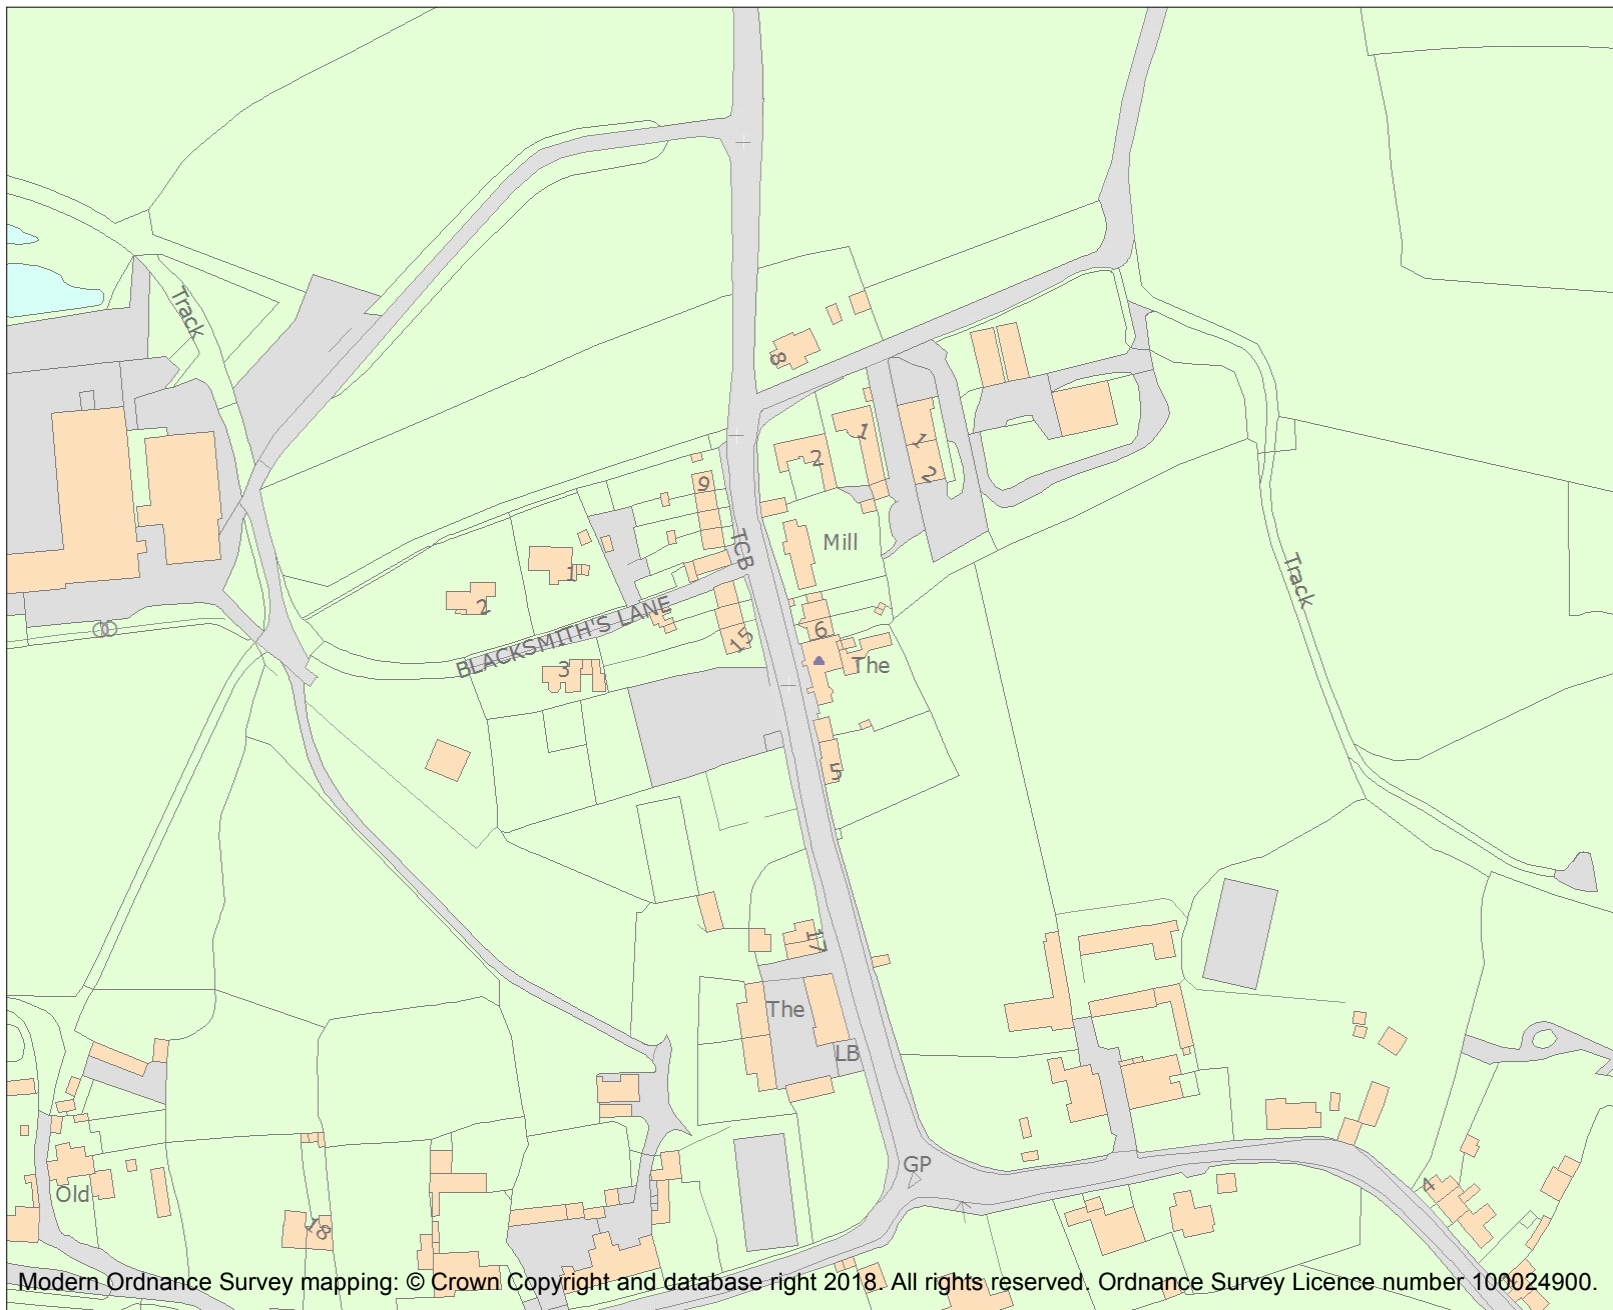 Track
8
1
2
1
2
9
TCB
Mill
Track
1
2
BLACKSMITH'S LANE
15
6
3
The
5
17
The
LB
GP
4
Old
18
Modern Ordnance Survey mapping: © Crown Copyright and database right 2018. All rights reserved. Ordnance Survey Licence number 100024900.